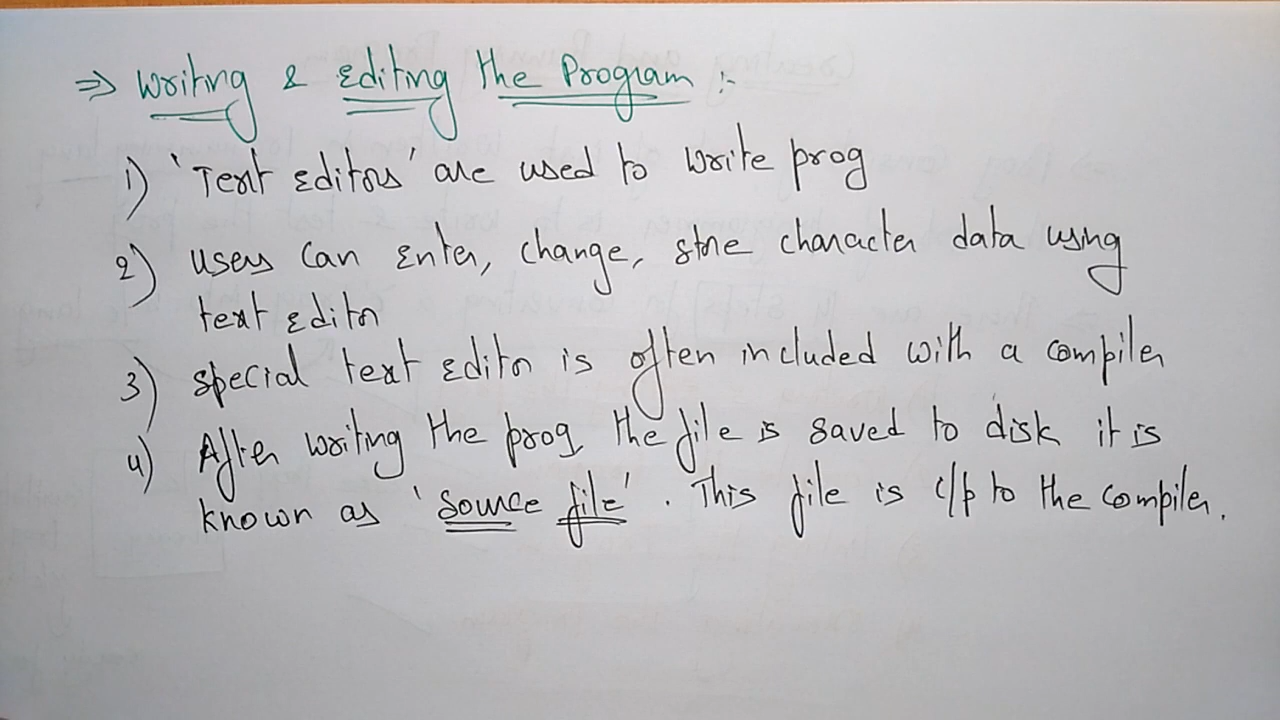 ⇒ Writing & Editing the Program :-
1) 'Text editors' are used to write prog
2) users can Enter, change, store character data using
text editor
3) special text editor is often included with a compiler
4) After writing the prog the file is saved to disk it is
known as 'source file'. This file is i/p to the compiler.